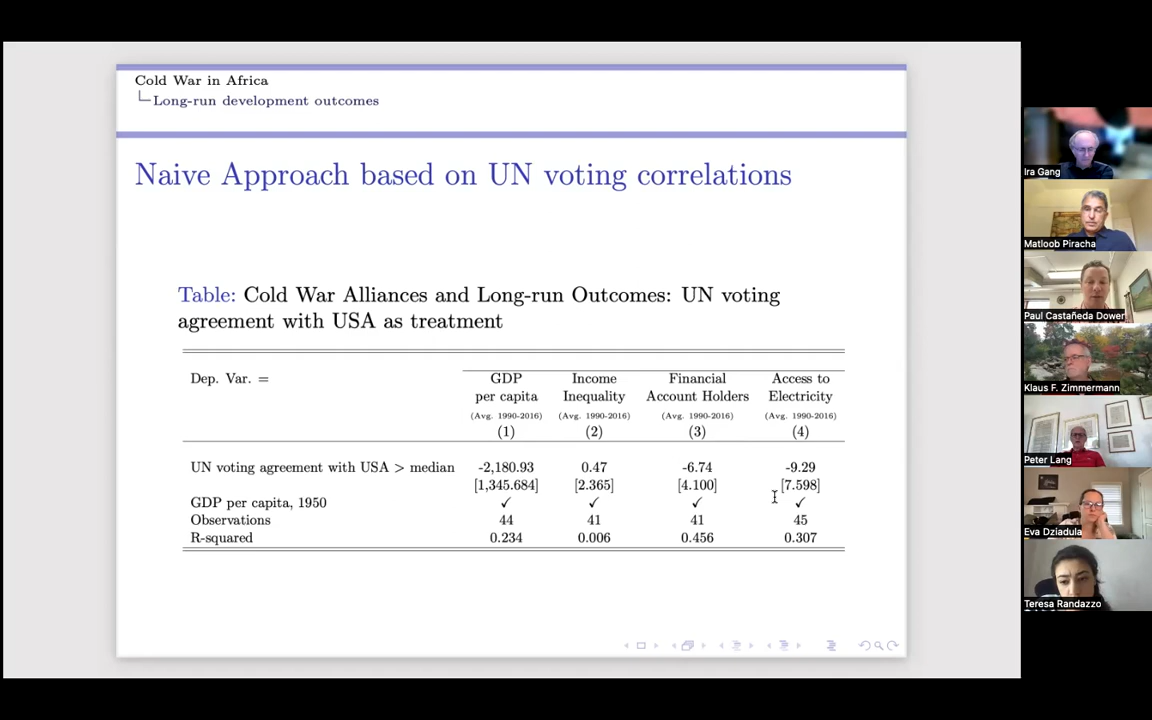 Cold War in Africa
Long-run development outcomes
Naive Approach based on UN voting correlations
Table: Cold War Alliances and Long-run Outcomes: UN voting
agreement with USA as treatment
Dep. Var. = GDP Income Financial Access to
per capita Inequality Account Holders Electricity
(Avg. 1990-2016) (Avg. 1990-2016) (Avg. 1990-2016) (Avg. 1990-2016)
(1) (2) (3) (4)
UN voting agreement with USA > median -2,180.93 0.47 -6.74 -9.29
[1,345.684] [2.365] [4.100] [7.598]
GDP per capita, 1950 ✓ ✓ ✓ ✓
Observations 44 41 41 45
R-squared 0.234 0.006 0.456 0.307
Ira Gang
Matloob Piracha
Paul Castañeda Dower
Klaus F. Zimmermann
Peter Lang
Eva Dziadula
Teresa Randazzo